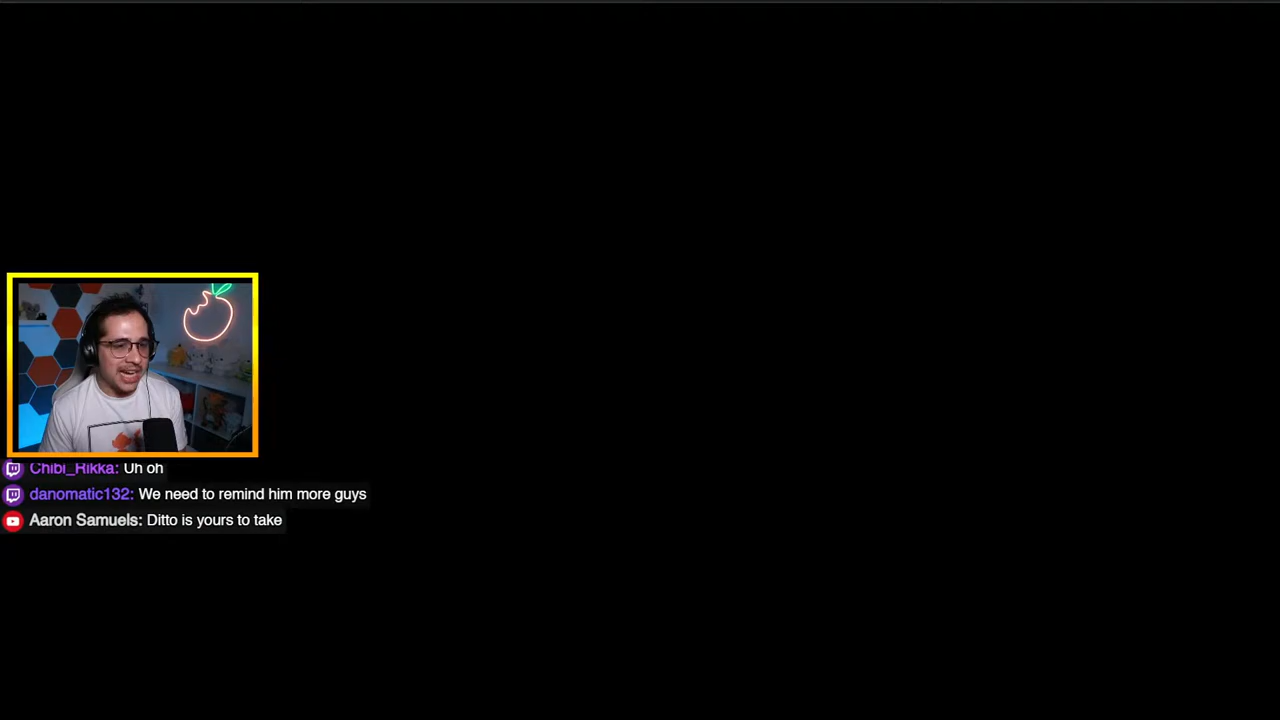 Chibi_Rikka: Uh oh
danomatic132: We need to remind him more guys
Aaron Samuels: Ditto is yours to take